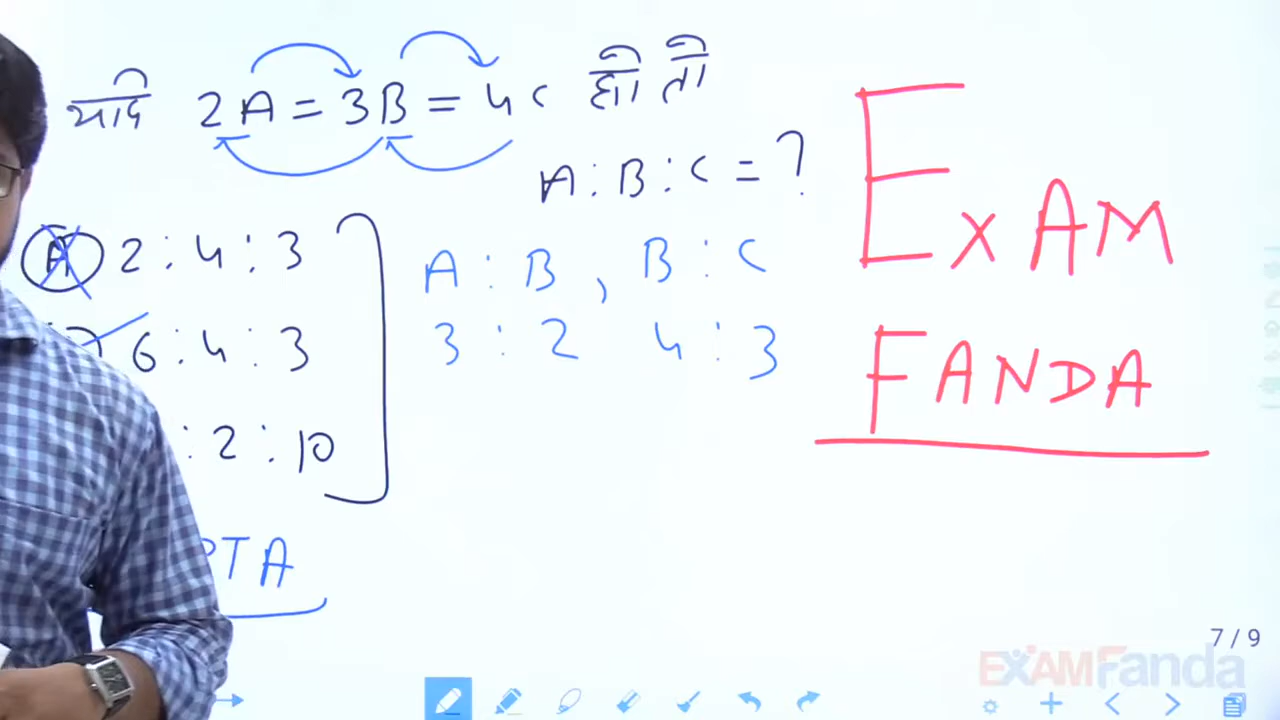 यदि 2A = 3B = 4C हो तो
A : B : C = ?
A 2 : 4 : 3
6 : 4 : 3
: 2 : 10
A : B , B : C
3 : 2 4 : 3
PTA
EXAM
FANDA
7 / 9
EXAMFanda